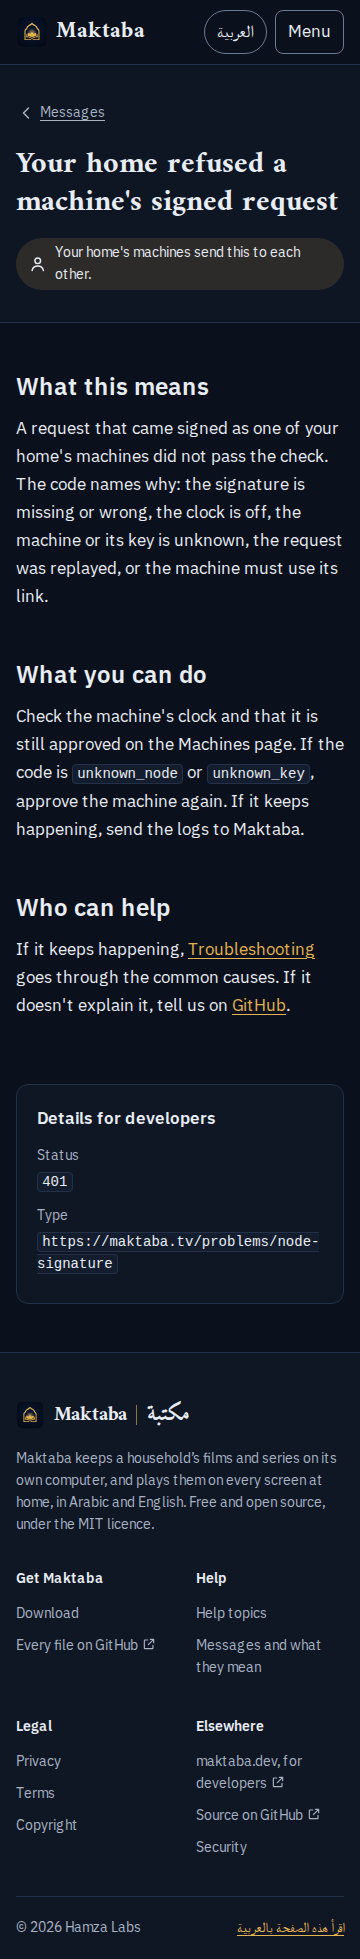 Maktaba
العربية
Menu
Messages
Your home refused a
machine's signed request
Your home's machines send this to each
other.
What this means
A request that came signed as one of your
home's machines did not pass the check.
The code names why: the signature is
missing or wrong, the clock is off, the
machine or its key is unknown, the request
was replayed, or the machine must use its
link.
What you can do
Check the machine's clock and that it is
still approved on the Machines page. If the
code is unknown_node or unknown_key,
approve the machine again. If it keeps
happening, send the logs to Maktaba.
Who can help
If it keeps happening, Troubleshooting
goes through the common causes. If it
doesn't explain it, tell us on GitHub.
Details for developers
Status
401
Type
https://maktaba.tv/problems/node-
signature
Maktaba | مكتبة
Maktaba keeps a household’s films and series on its
own computer, and plays them on every screen at
home, in Arabic and English. Free and open source,
under the MIT licence.
Get Maktaba
Download
Every file on GitHub
Help
Help topics
Messages and what
they mean
Legal
Privacy
Terms
Copyright
Elsewhere
maktaba.dev, for
developers
Source on GitHub
Security
© 2026 Hamza Labs
اقرأ هذه الصفحة بالعربية